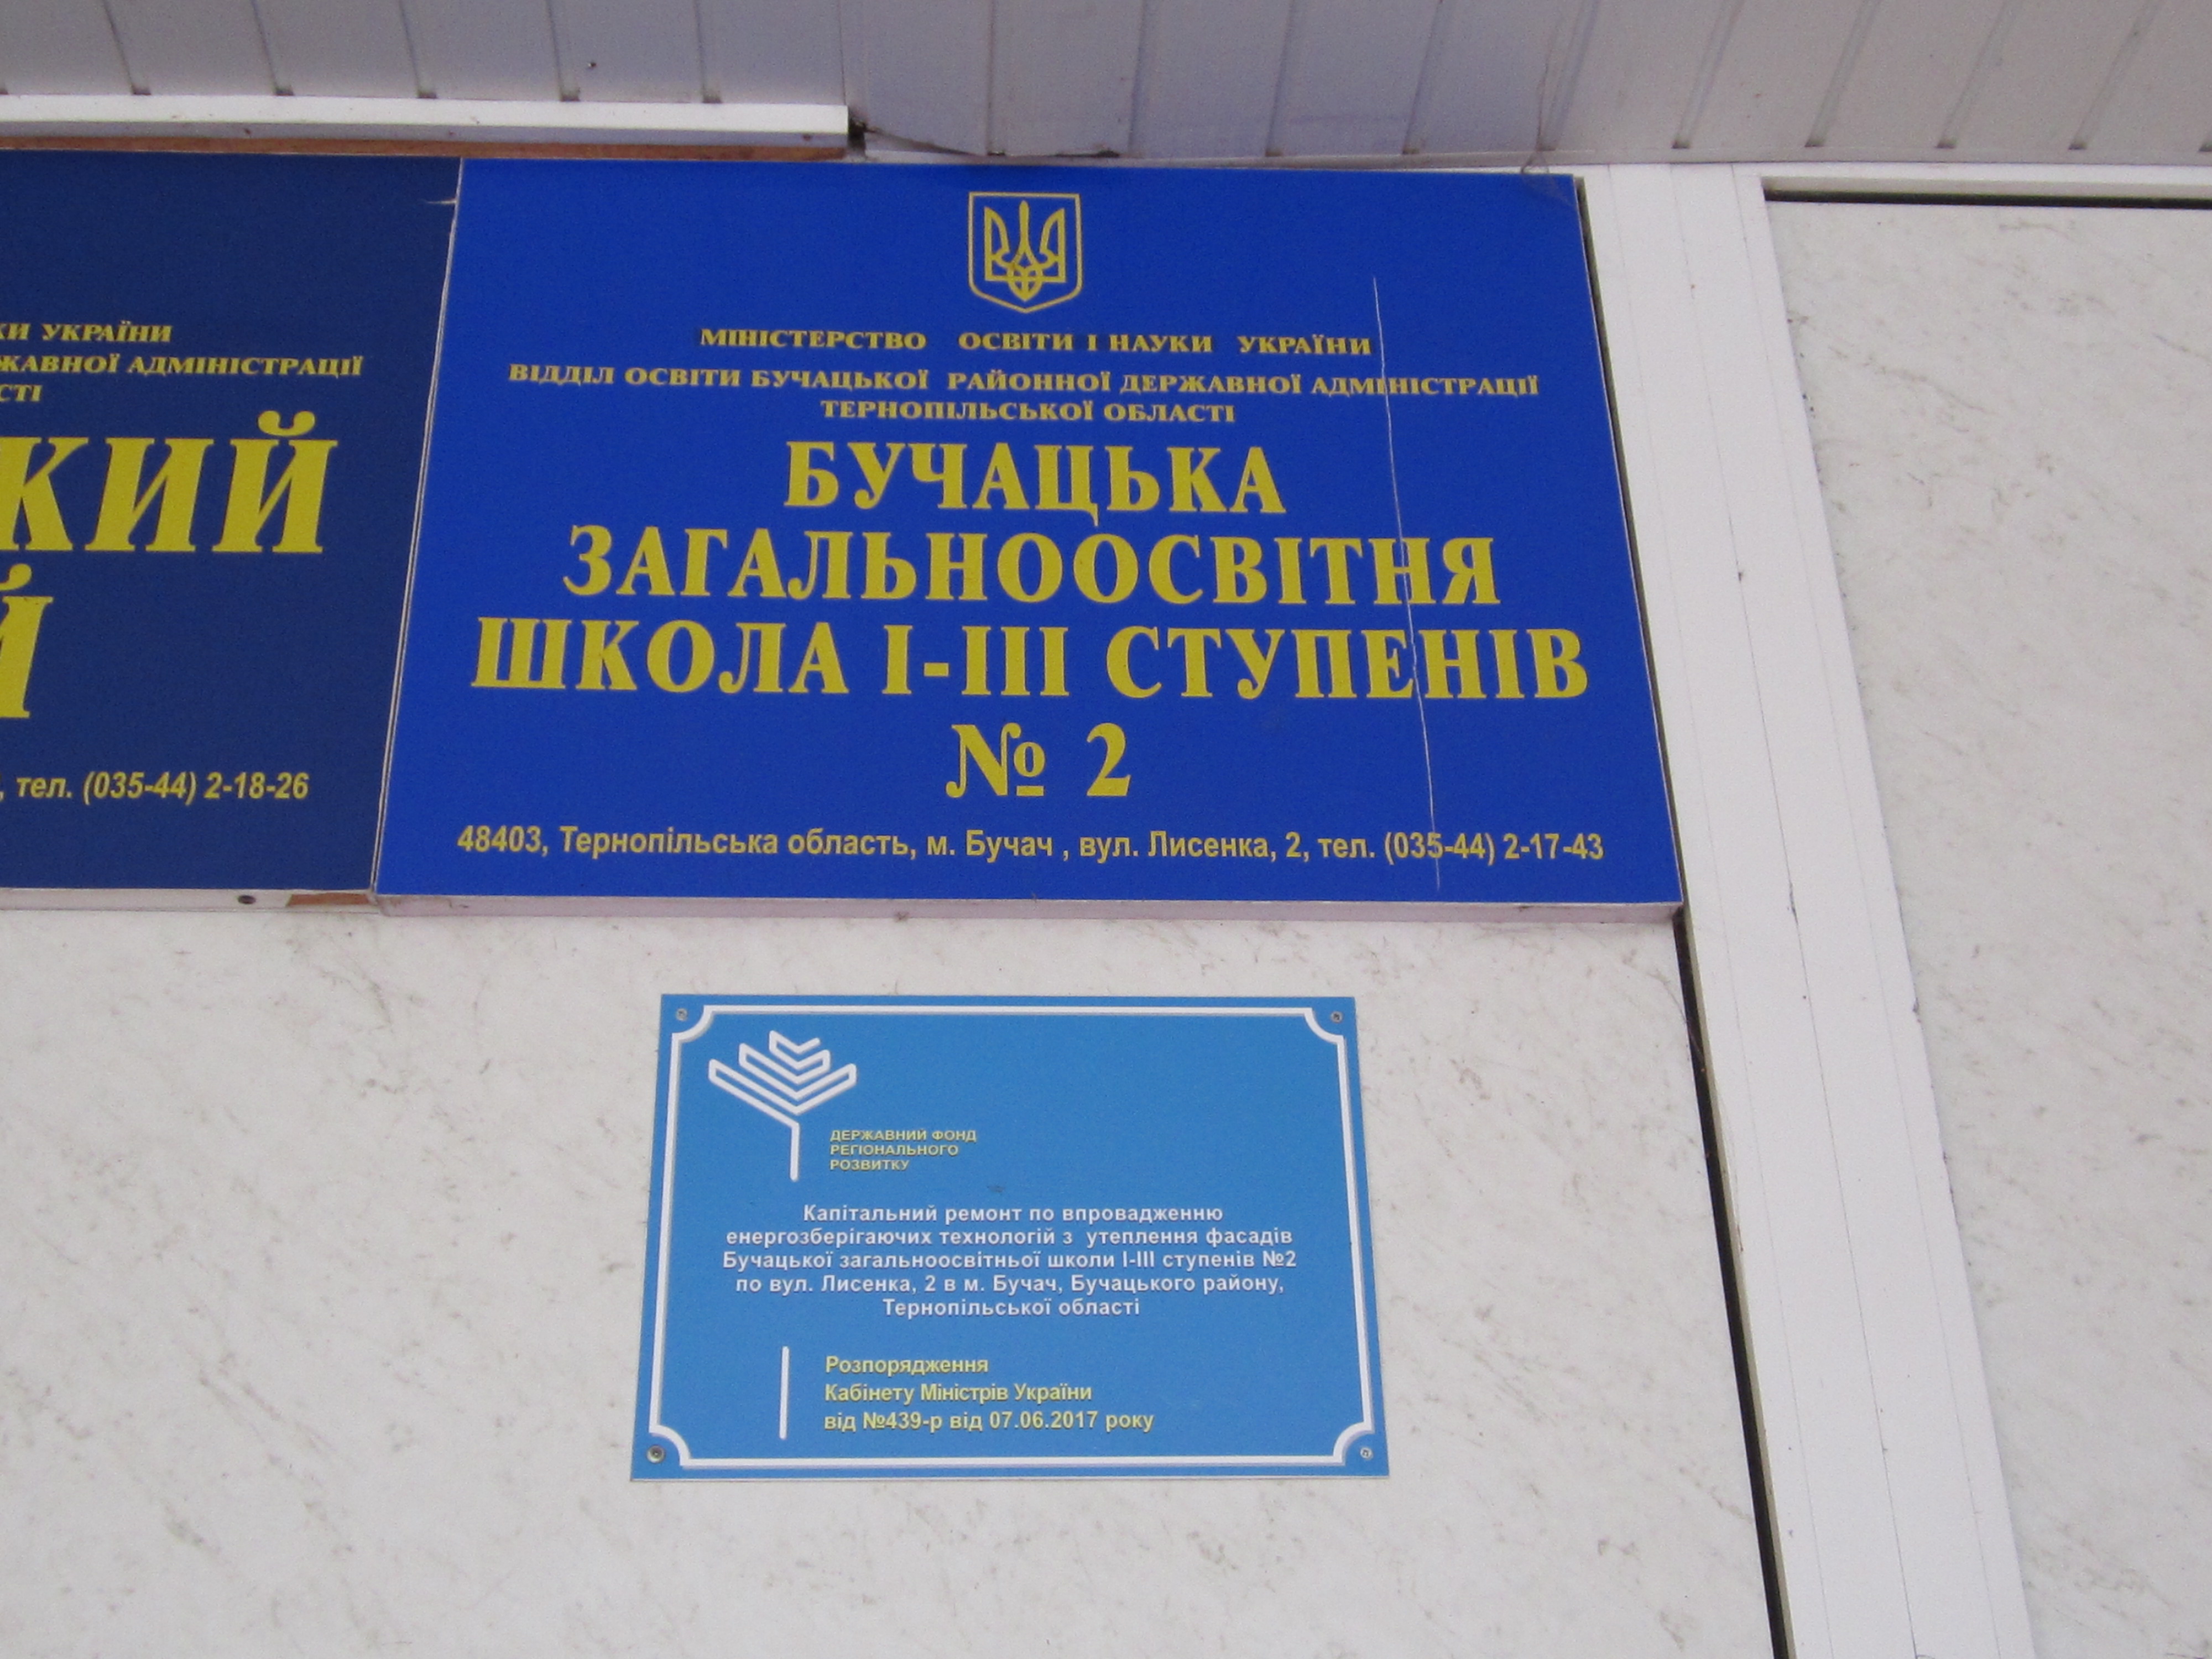 КИ УКРАЇНИ
ЖАВНОЇ АДМІНІСТРАЦІЇ
СТІ
КИЙ
Й
, тел. (035-44) 2-18-26
МІНІСТЕРСТВО ОСВІТИ І НАУКИ УКРАЇНИ
ВІДДІЛ ОСВІТИ БУЧАЦЬКОЇ РАЙОННОЇ ДЕРЖАВНОЇ АДМІНІСТРАЦІЇ
ТЕРНОПІЛЬСЬКОЇ ОБЛАСТІ
БУЧАЦЬКА
ЗАГАЛЬНООСВІТНЯ
ШКОЛА І-ІІІ СТУПЕНІВ
№ 2
48403, Тернопільська область, м. Бучач , вул. Лисенка, 2, тел. (035-44) 2-17-43
ДЕРЖАВНИЙ ФОНД
РЕГІОНАЛЬНОГО
РОЗВИТКУ
Капітальний ремонт по впровадженню
енергозберігаючих технологій з утеплення фасадів
Бучацької загальноосвітньої школи І-ІІІ ступенів №2
по вул. Лисенка, 2 в м. Бучач, Бучацького району,
Тернопільської області
Розпорядження
Кабінету Міністрів України
від №439-р від 07.06.2017 року